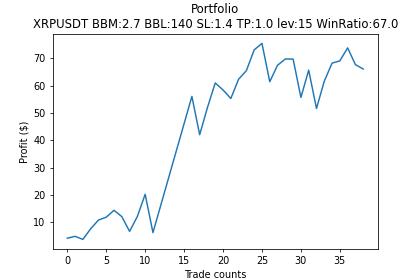 Portfolio
XRPUSDT BBM:2.7 BBL:140 SL:1.4 TP:1.0 lev:15 WinRatio:67.0
Profit ($)
70
60
50
40
30
20
10
0 5 10 15 20 25 30 35
Trade counts